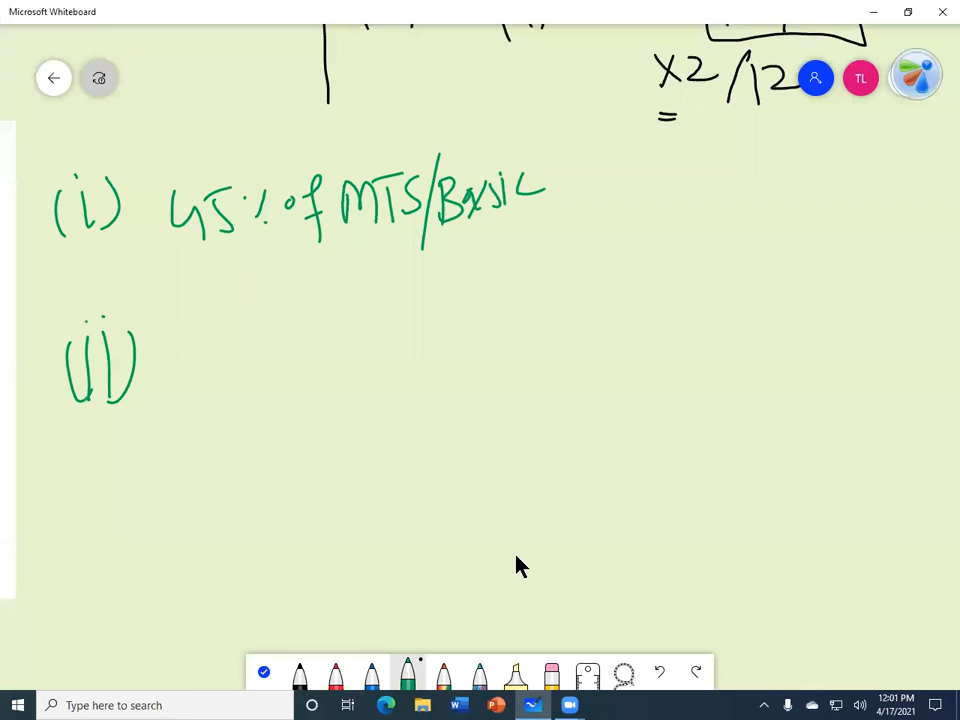 Microsoft Whiteboard
x2/12
=
TL
(i) 45% of MTS/Basic
(ii)
Type here to search
12:01 PM
4/17/2021